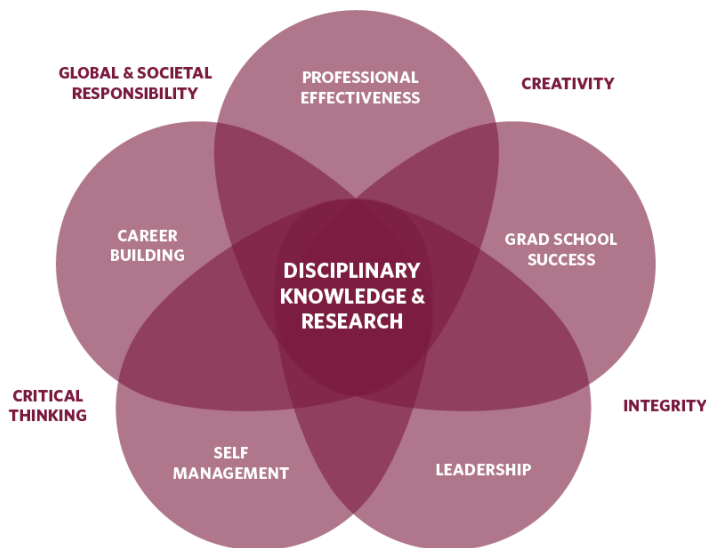 GLOBAL & SOCIETAL
RESPONSIBILITY
PROFESSIONAL
EFFECTIVENESS
CREATIVITY
CAREER
BUILDING
GRAD SCHOOL
SUCCESS
DISCIPLINARY
KNOWLEDGE &
RESEARCH
CRITICAL
THINKING
INTEGRITY
SELF
MANAGEMENT
LEADERSHIP